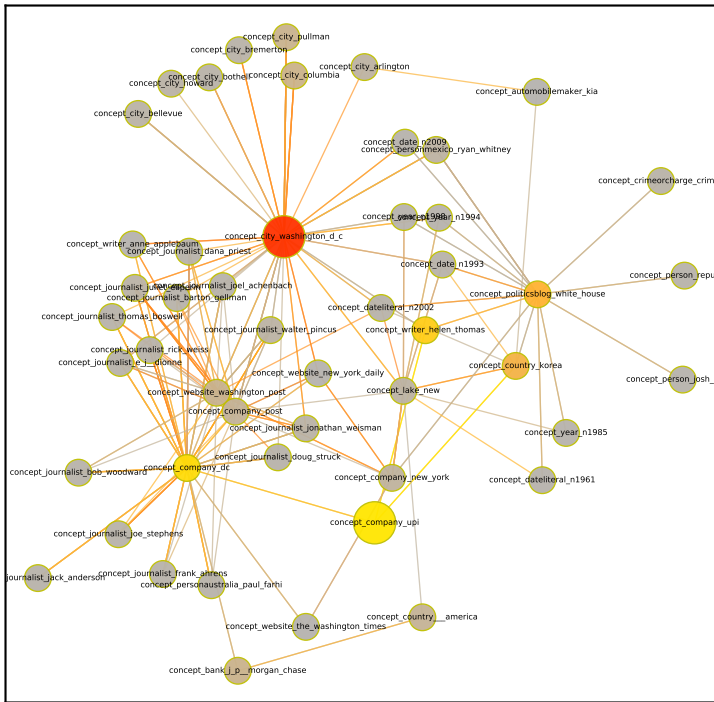 concept_city_pullman
concept_city_bremerton
concept_city_columbia
concept_city_bothell
concept_city_howard
concept_city_arlington
concept_automobilemaker_kia
concept_city_bellevue
concept_date_n2009
concept_personmexico_ryan_whitney
concept_crimeorcharge_crim
concept_year_n1998
concept_year_n1994
concept_city_washington_d_c
concept_writer_anne_applebaum
concept_journalist_dana_priest
concept_date_n1993
concept_person_repu
concept_journalist_joel_achenbach
concept_journalist_barton_gellman
concept_politicsblog_white_house
concept_dateliteral_n2002
concept_journalist_thomas_boswell
concept_journalist_walter_pincus
concept_writer_helen_thomas
concept_journalist_rick_weiss
concept_journalist_e_j__dionne
concept_country_korea
concept_website_new_york_daily
concept_person_josh_
concept_website_washington_post
concept_lake_new
concept_company_post
concept_journalist_jonathan_weisman
concept_year_n1985
concept_journalist_doug_struck
concept_company_dc
concept_journalist_bob_woodward
concept_company_new_york
concept_dateliteral_n1961
concept_company_upi
concept_journalist_joe_stephens
concept_journalist_frank_ahrens
journalist_jack_anderson
concept_personaustralia_paul_farhi
concept_country___america
concept_website_the_washington_times
concept_bank_j_p__morgan_chase